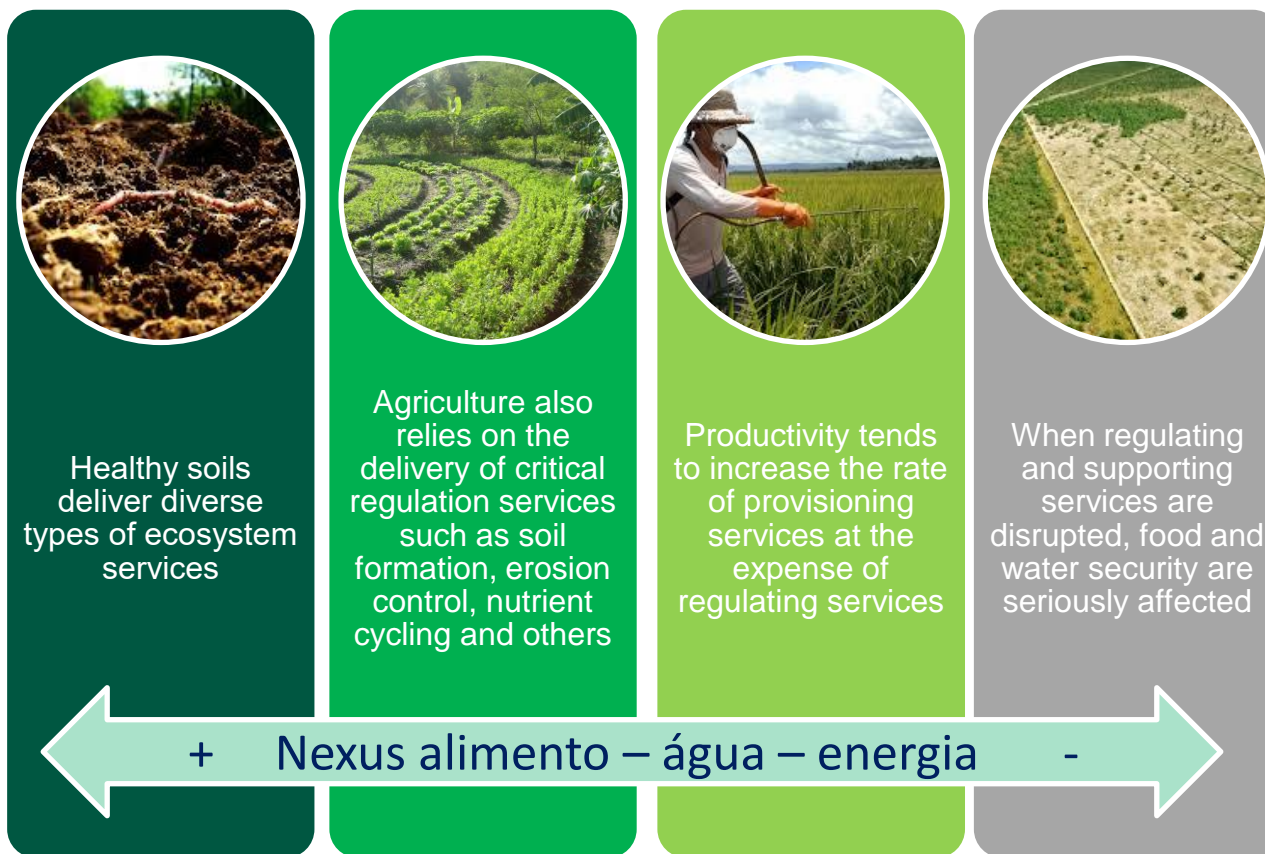 Healthy soils
deliver diverse
types of ecosystem
services
Agriculture also
relies on the
delivery of critical
regulation services
such as soil
formation, erosion
control, nutrient
cycling and others
Productivity tends
to increase the rate
of provisioning
services at the
expense of
regulating services
When regulating
and supporting
services are
disrupted, food and
water security are
seriously affected
+ Nexus alimento – água – energia -